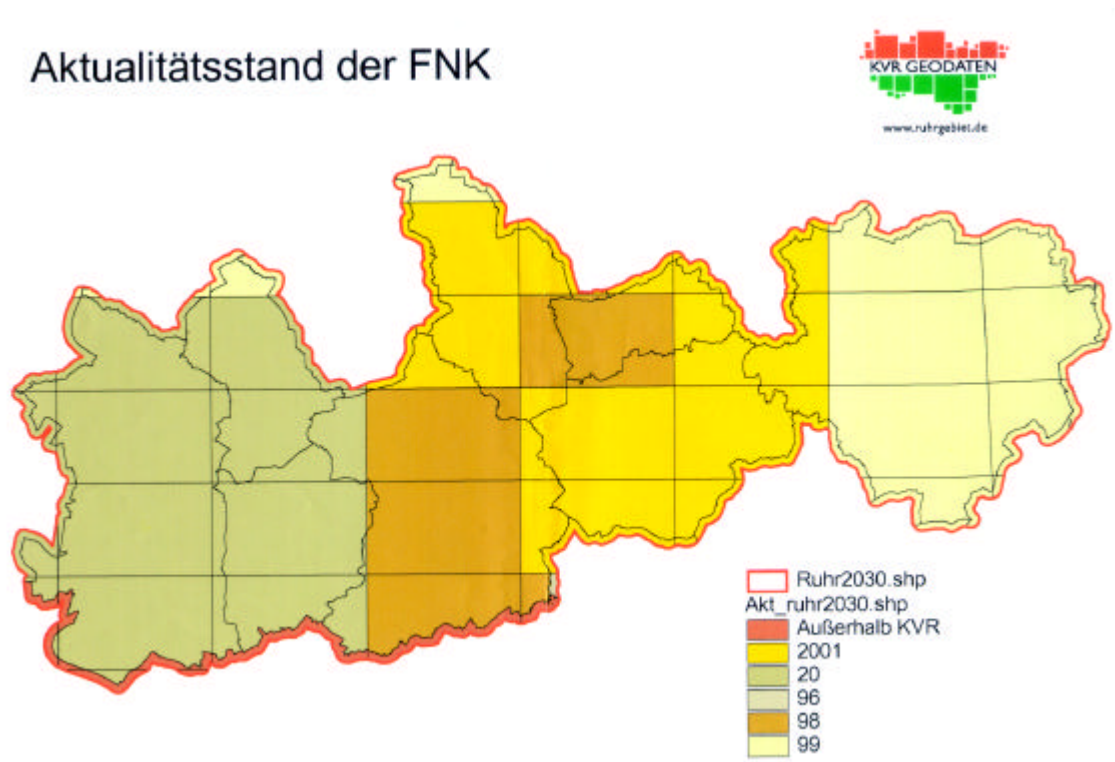 Aktualitätsstand der FNK
KVR GEODATEN
www.ruhrgebiet.de
Ruhr2030.shp
Akt_ruhr2030.shp
Außerhalb KVR
2001
20
96
98
99